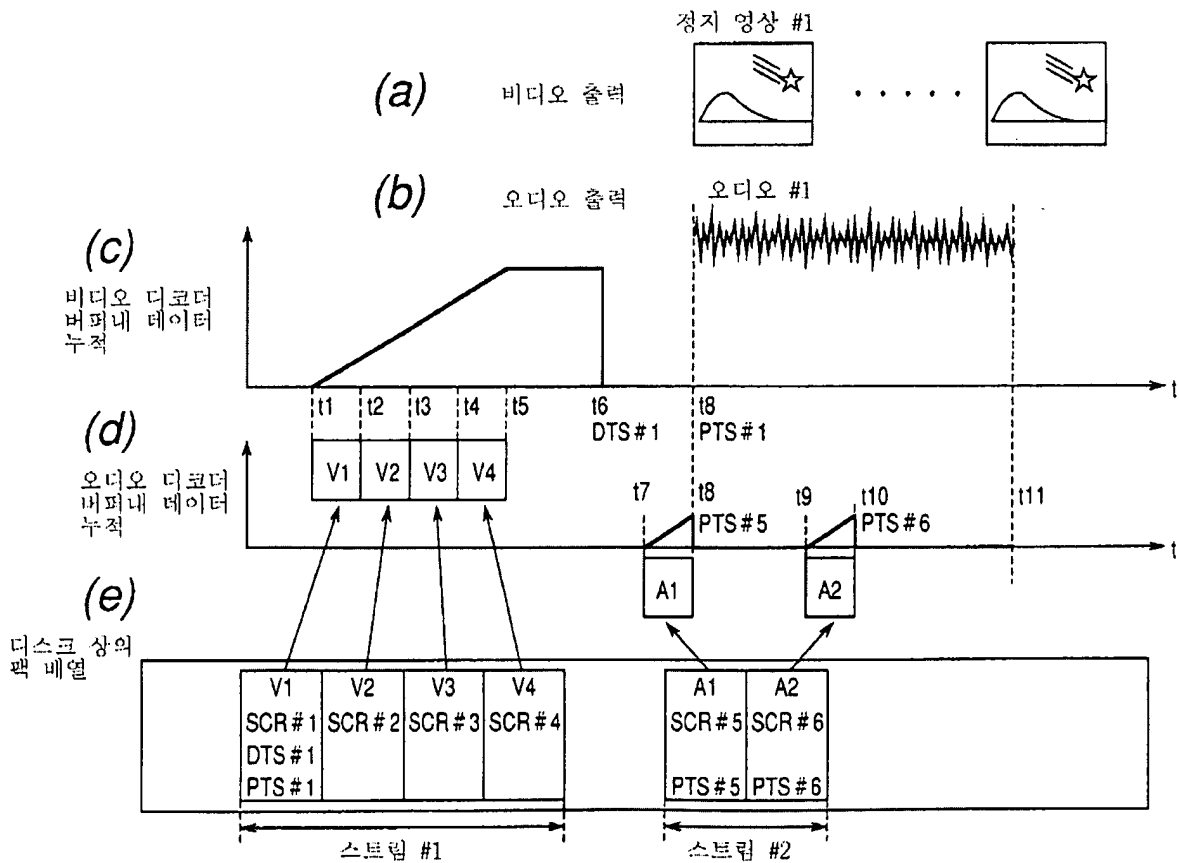 정지 영상 #1
(a)
비디오 출력
(b)
오디오 출력
오디오 #1
(c)
비디오 디코더
버퍼내 데이터
누적
t
t1 t2 t3 t4 t5 t6 t8
DTS#1 PTS#1
(d)
오디오 디코더
버퍼내 데이터
누적
V1 V2 V3 V4
t7 t8 t9 t10 t11
PTS#5 PTS#6
t
A1 A2
(e)
디스크 상의
팩 배열
V1 V2 V3 V4 A1 A2
SCR#1 SCR#2 SCR#3 SCR#4 SCR#5 SCR#6
DTS#1
PTS#1 PTS#5 PTS#6
스트림 #1 스트림 #2